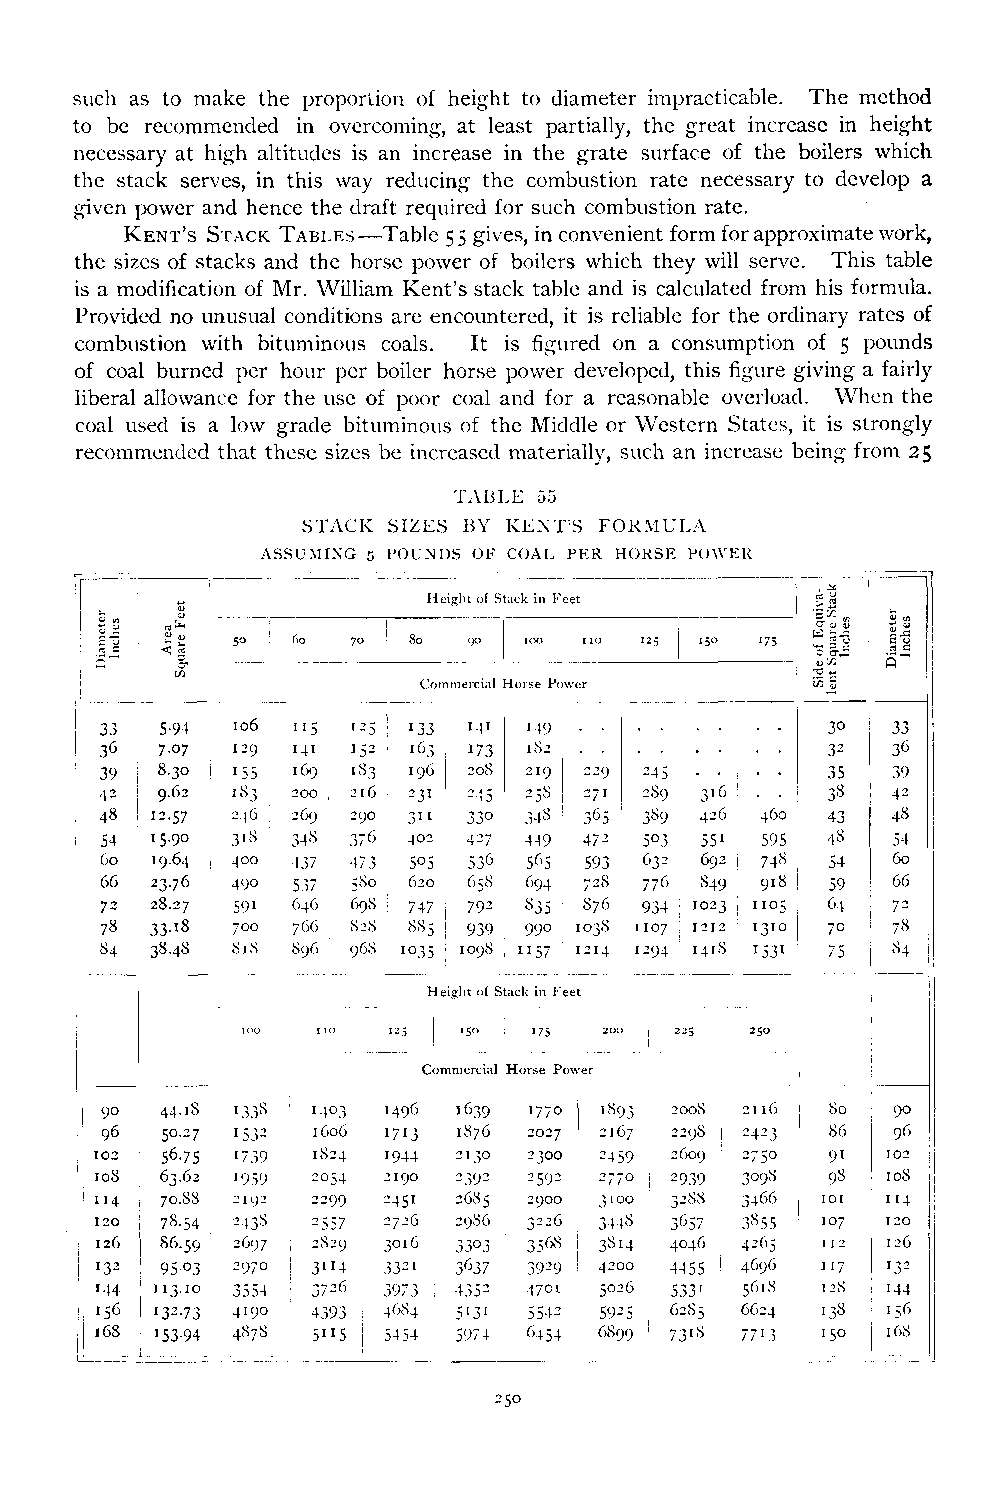 such as to make the proportion of height to diameter impracticable. The method
to be recommended in overcoming, at least partially, the great increase in height
necessary at high altitudes is an increase in the grate surface of the boilers which
the stack serves, in this way reducing the combustion rate necessary to develop a
given power and hence the draft required for such combustion rate.
KENT'S STACK TABLES—Table 55 gives, in convenient form for approximate work,
the sizes of stacks and the horse power of boilers which they will serve. This table
is a modification of Mr. William Kent's stack table and is calculated from his formula.
Provided no unusual conditions are encountered, it is reliable for the ordinary rates of
combustion with bituminous coals. It is figured on a consumption of 5 pounds
of coal burned per hour per boiler horse power developed, this figure giving a fairly
liberal allowance for the use of poor coal and for a reasonable overload. When the
coal used is a low grade bituminous of the Middle or Western States, it is strongly
recommended that these sizes be increased materially, such an increase being from 25
TABLE 55
STACK SIZES BY KENT'S FORMULA
ASSUMING 5 POUNDS OF COAL PER HORSE POWER
Diameter Inches
Area Square Feet
Height of Stack in Feet
Side of Equivalent Square Stack Inches
Diameter Inches
50 60 70 80 90 100 110 125 150 175
Commercial Horse Power
33 5.94 106 115 125 133 141 149 . . . . . . . . 30 33
36 7.07 129 141 152 163 173 182 . . . . . . . . 32 36
39 8.30 155 169 183 196 208 219 229 245 . . . . 35 39
42 9.62 183 200 216 231 245 258 271 289 316 . . 38 42
48 12.57 246 269 290 311 330 348 365 389 426 460 43 48
54 15.90 318 348 376 402 427 449 472 503 551 595 48 54
60 19.64 400 437 473 505 536 565 593 632 692 748 54 60
66 23.76 490 537 580 620 658 694 728 776 849 918 59 66
72 28.27 591 646 698 747 792 835 876 934 1023 1105 64 72
78 33.18 700 766 828 885 939 990 1038 1107 1212 1310 70 78
84 38.48 818 896 968 1035 1098 1157 1214 1294 1418 1531 75 84
Height of Stack in Feet
100 110 125 150 175 200 225 250
Commercial Horse Power
90 44.18 1338 1403 1496 1639 1770 1893 2008 2116 80 90
96 50.27 1532 1606 1713 1876 2027 2167 2298 2423 86 96
102 56.75 1739 1824 1944 2130 2300 2459 2609 2750 91 102
108 63.62 1959 2054 2190 2392 2592 2770 2939 3098 98 108
114 70.88 2192 2299 2451 2685 2900 3100 3288 3466 101 114
120 78.54 2438 2557 2726 2986 3226 3448 3657 3855 107 120
126 86.59 2697 2829 3016 3303 3568 3814 4046 4265 112 126
132 95.03 2970 3114 3321 3637 3929 4200 4455 4696 117 132
144 113.10 3554 3726 3973 4352 4701 5026 5331 5618 128 144
156 132.73 4190 4393 4684 5131 5542 5925 6285 6624 138 156
168 153.94 4878 5115 5454 5974 6454 6899 7318 7713 150 168
250